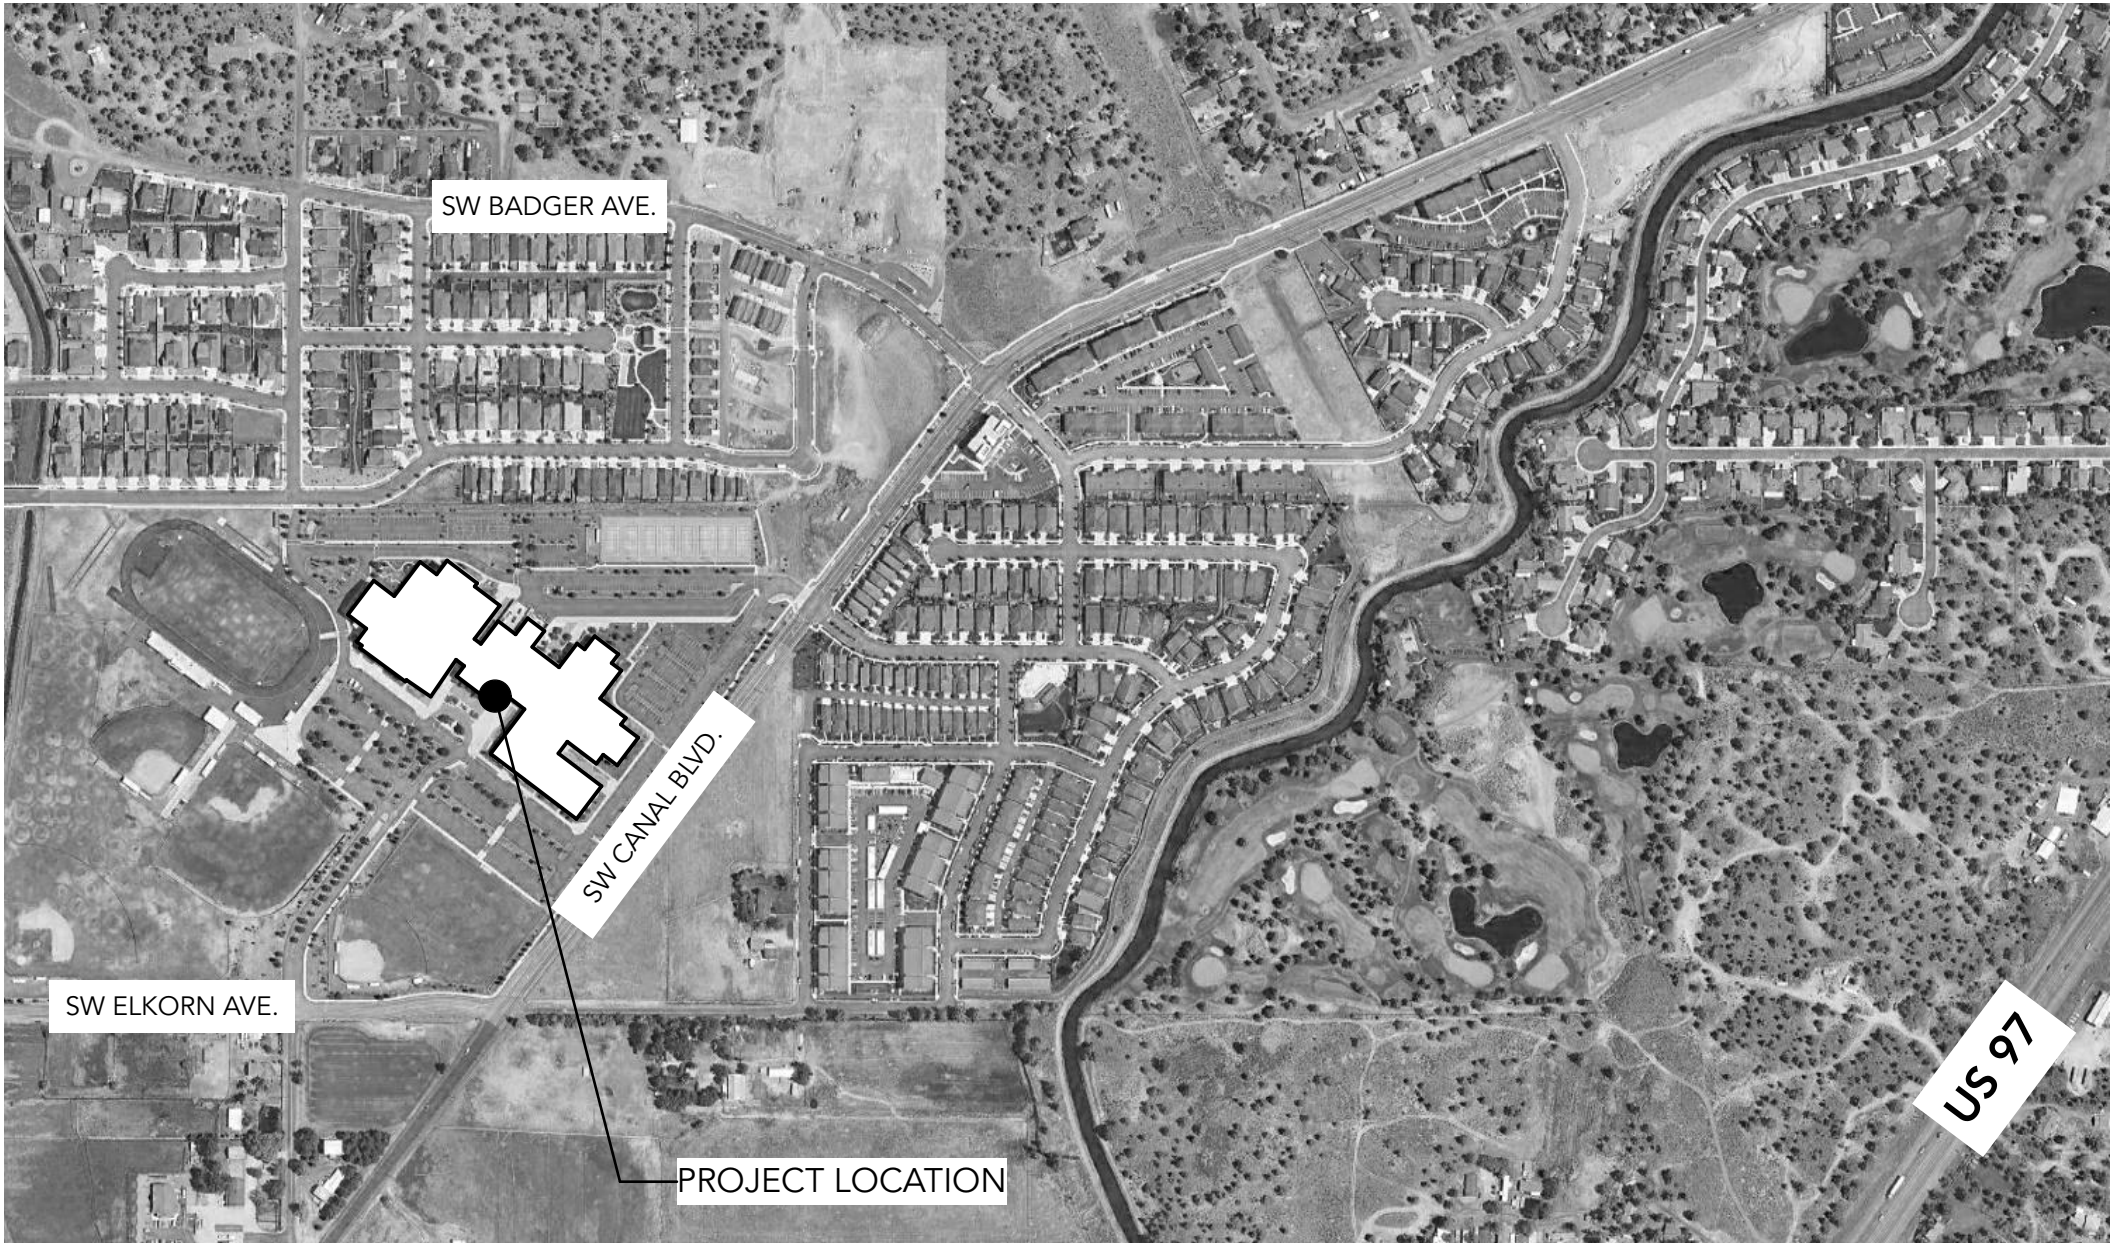 SW BADGER AVE.
SW CANAL BLVD.
SW ELKORN AVE.
US 97
PROJECT LOCATION